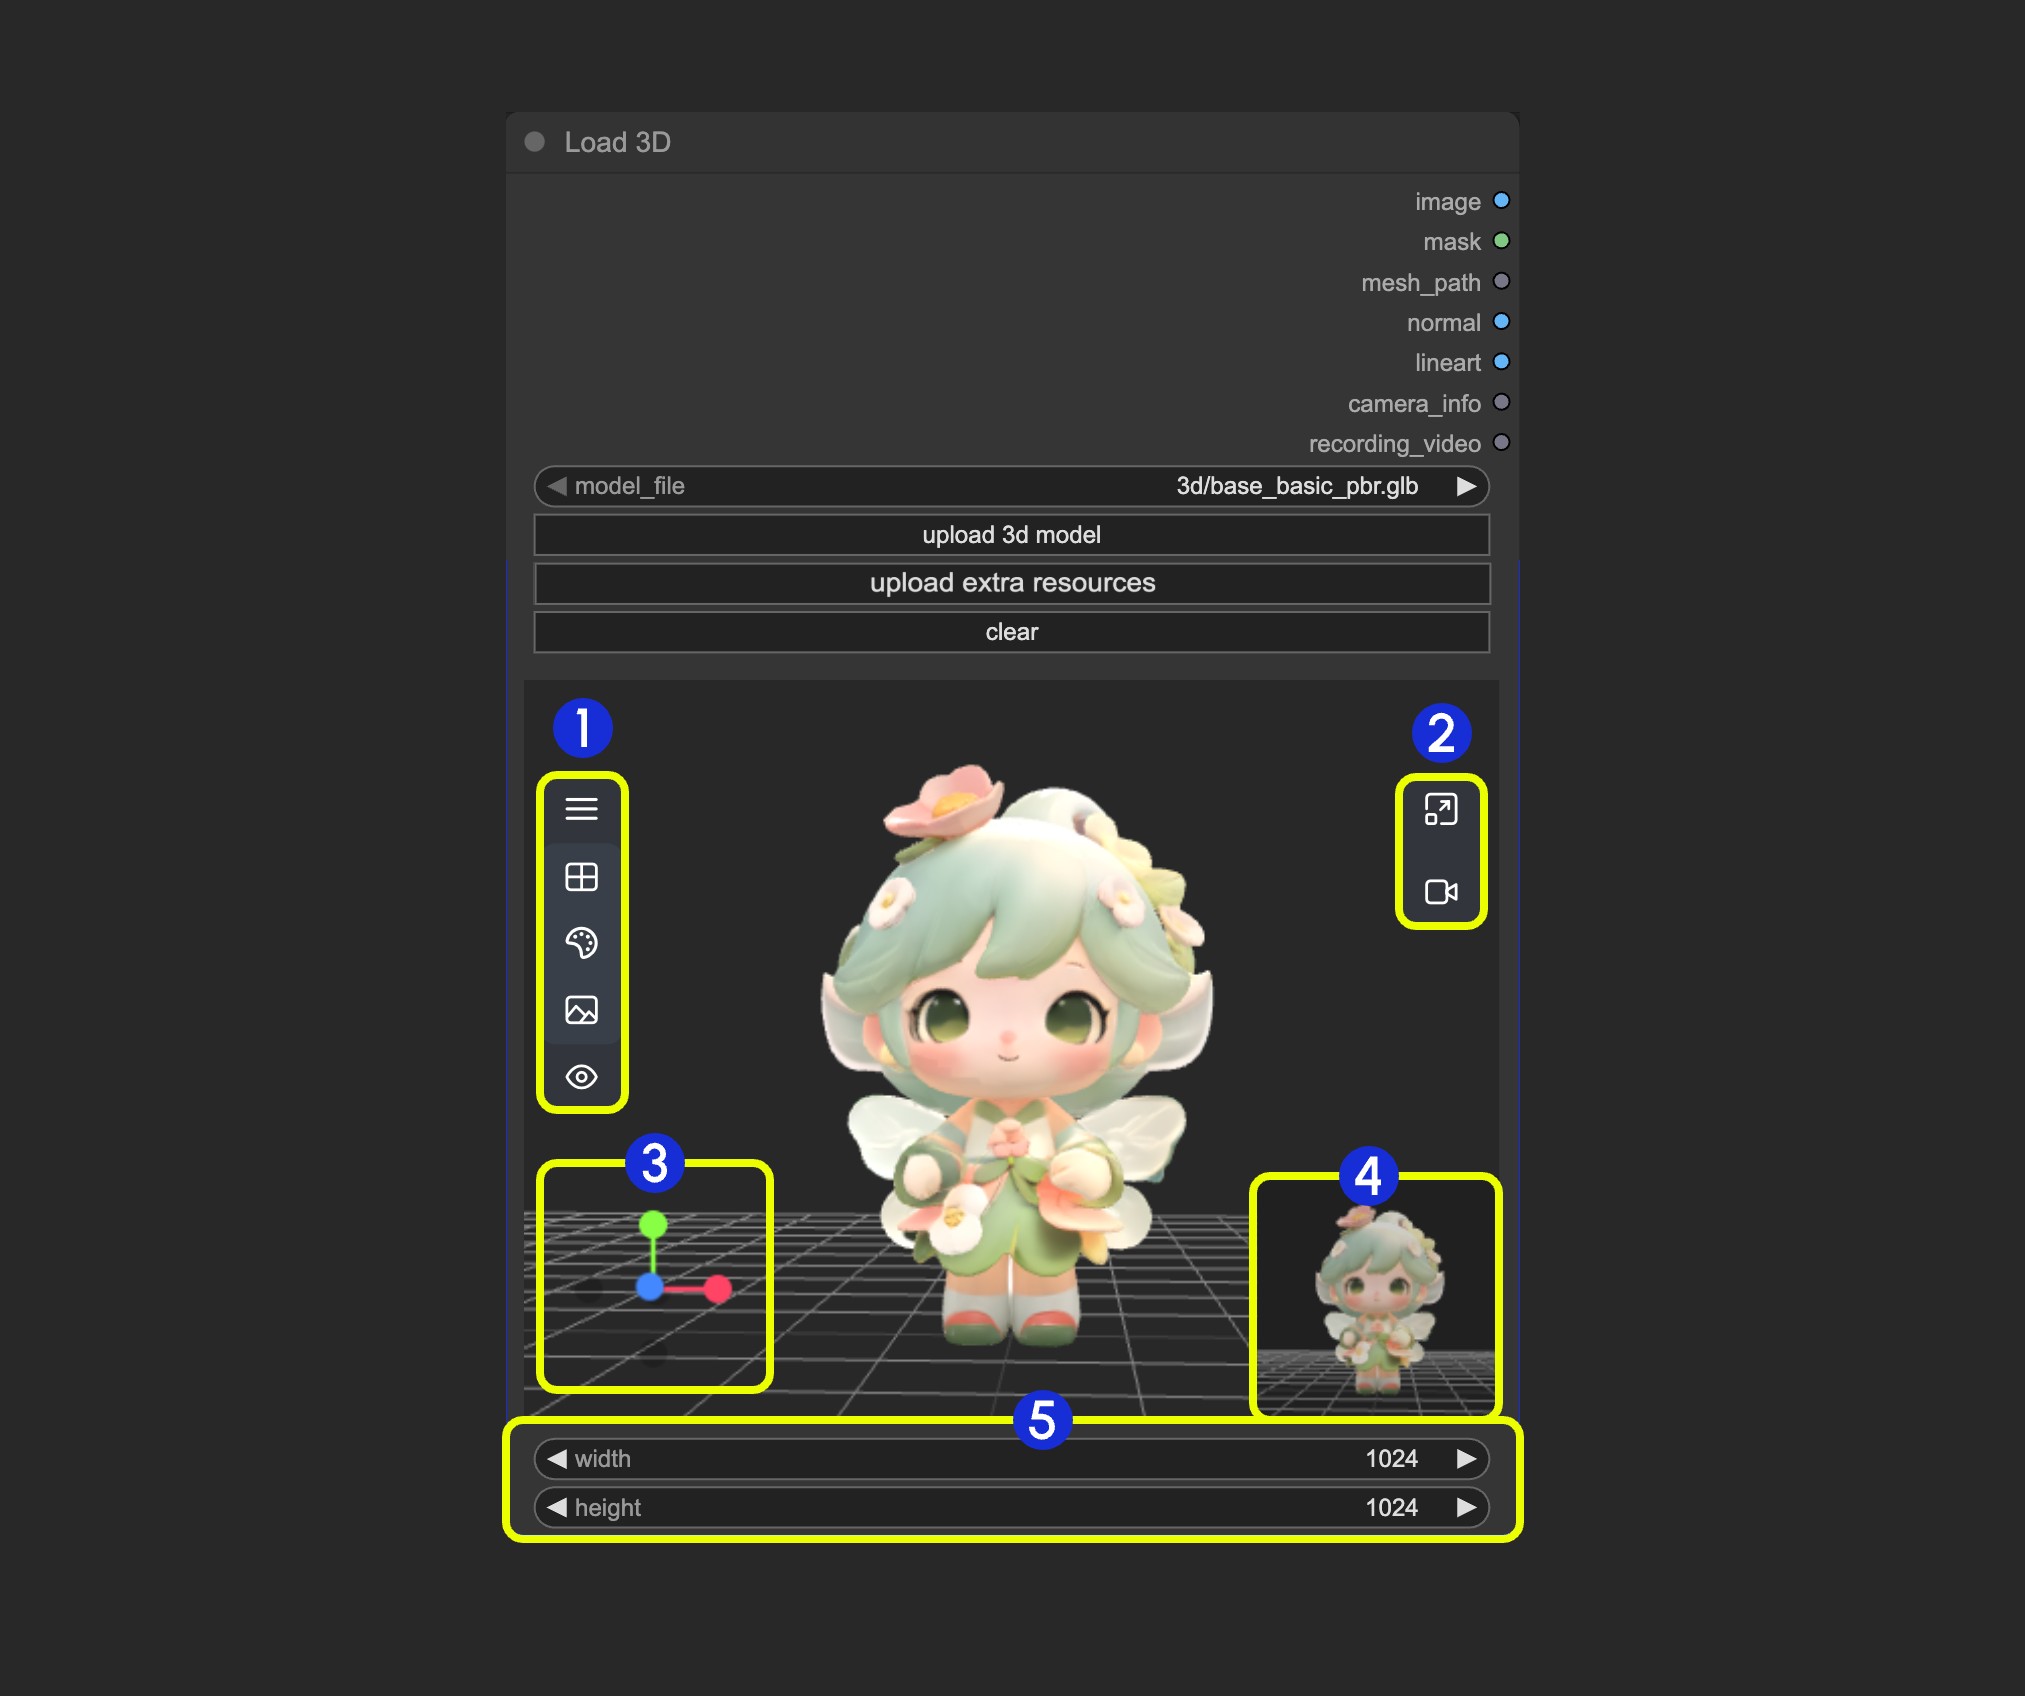 Load 3D
image
mask
mesh_path
normal
lineart
camera_info
recording_video
model_file 3d/base_basic_pbr.glb
upload 3d model
upload extra resources
clear
1
2
3
4
5
width 1024
height 1024